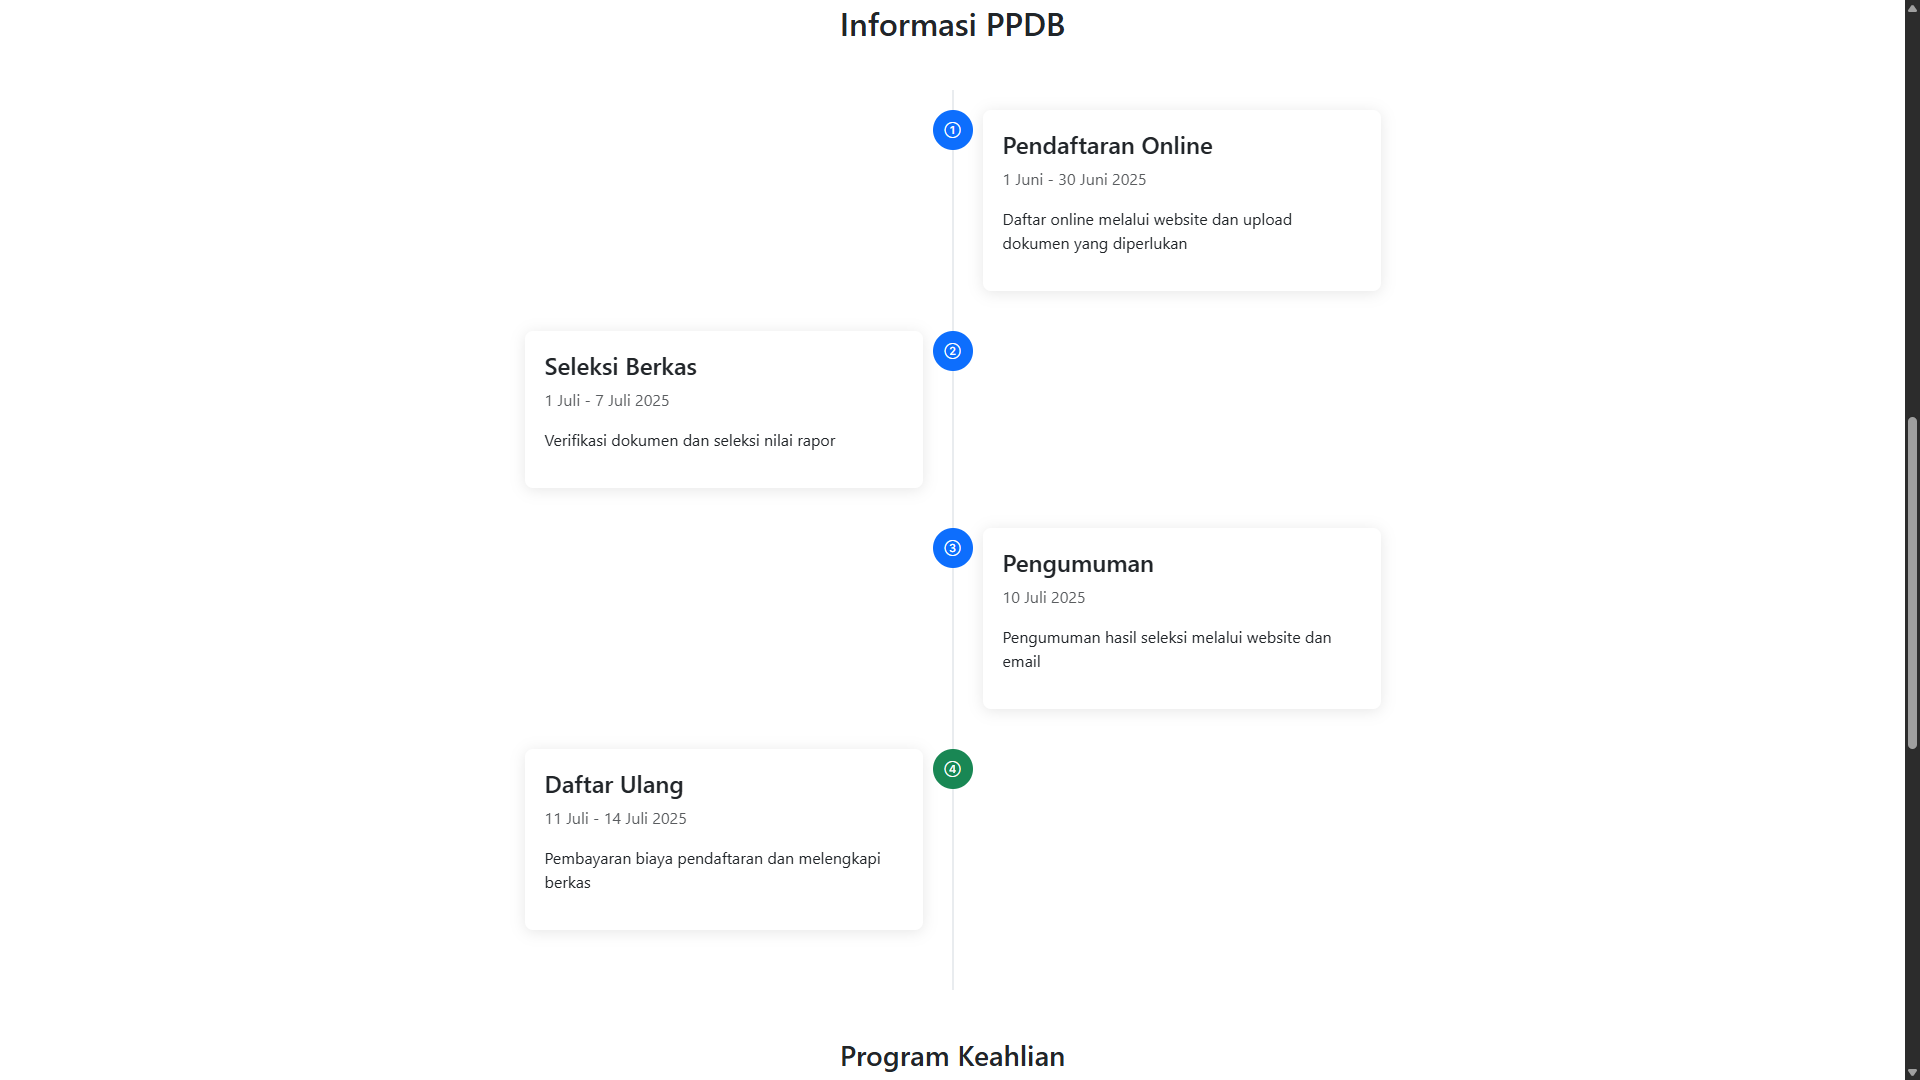 Informasi PPDB
①
Pendaftaran Online
1 Juni - 30 Juni 2025
Daftar online melalui website dan upload
dokumen yang diperlukan
②
Seleksi Berkas
1 Juli - 7 Juli 2025
Verifikasi dokumen dan seleksi nilai rapor
③
Pengumuman
10 Juli 2025
Pengumuman hasil seleksi melalui website dan
email
④
Daftar Ulang
11 Juli - 14 Juli 2025
Pembayaran biaya pendaftaran dan melengkapi
berkas
Program Keahlian